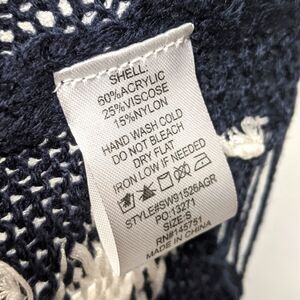 SHELL:
60%ACRYLIC
25%VISCOSE
15%NYLON
HAND WASH COLD
DO NOT BLEACH
DRY FLAT
IRON LOW IF NEEDED
STYLE#SW91526AGR
PO:13271
SIZE:S
RN#145751
MADE IN CHINA